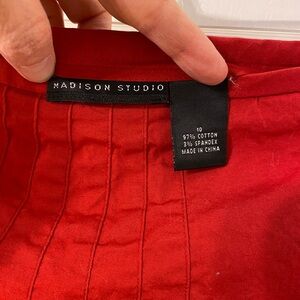 MADISON STUDIO
10
97% COTTON
3% SPANDEX
MADE IN CHINA